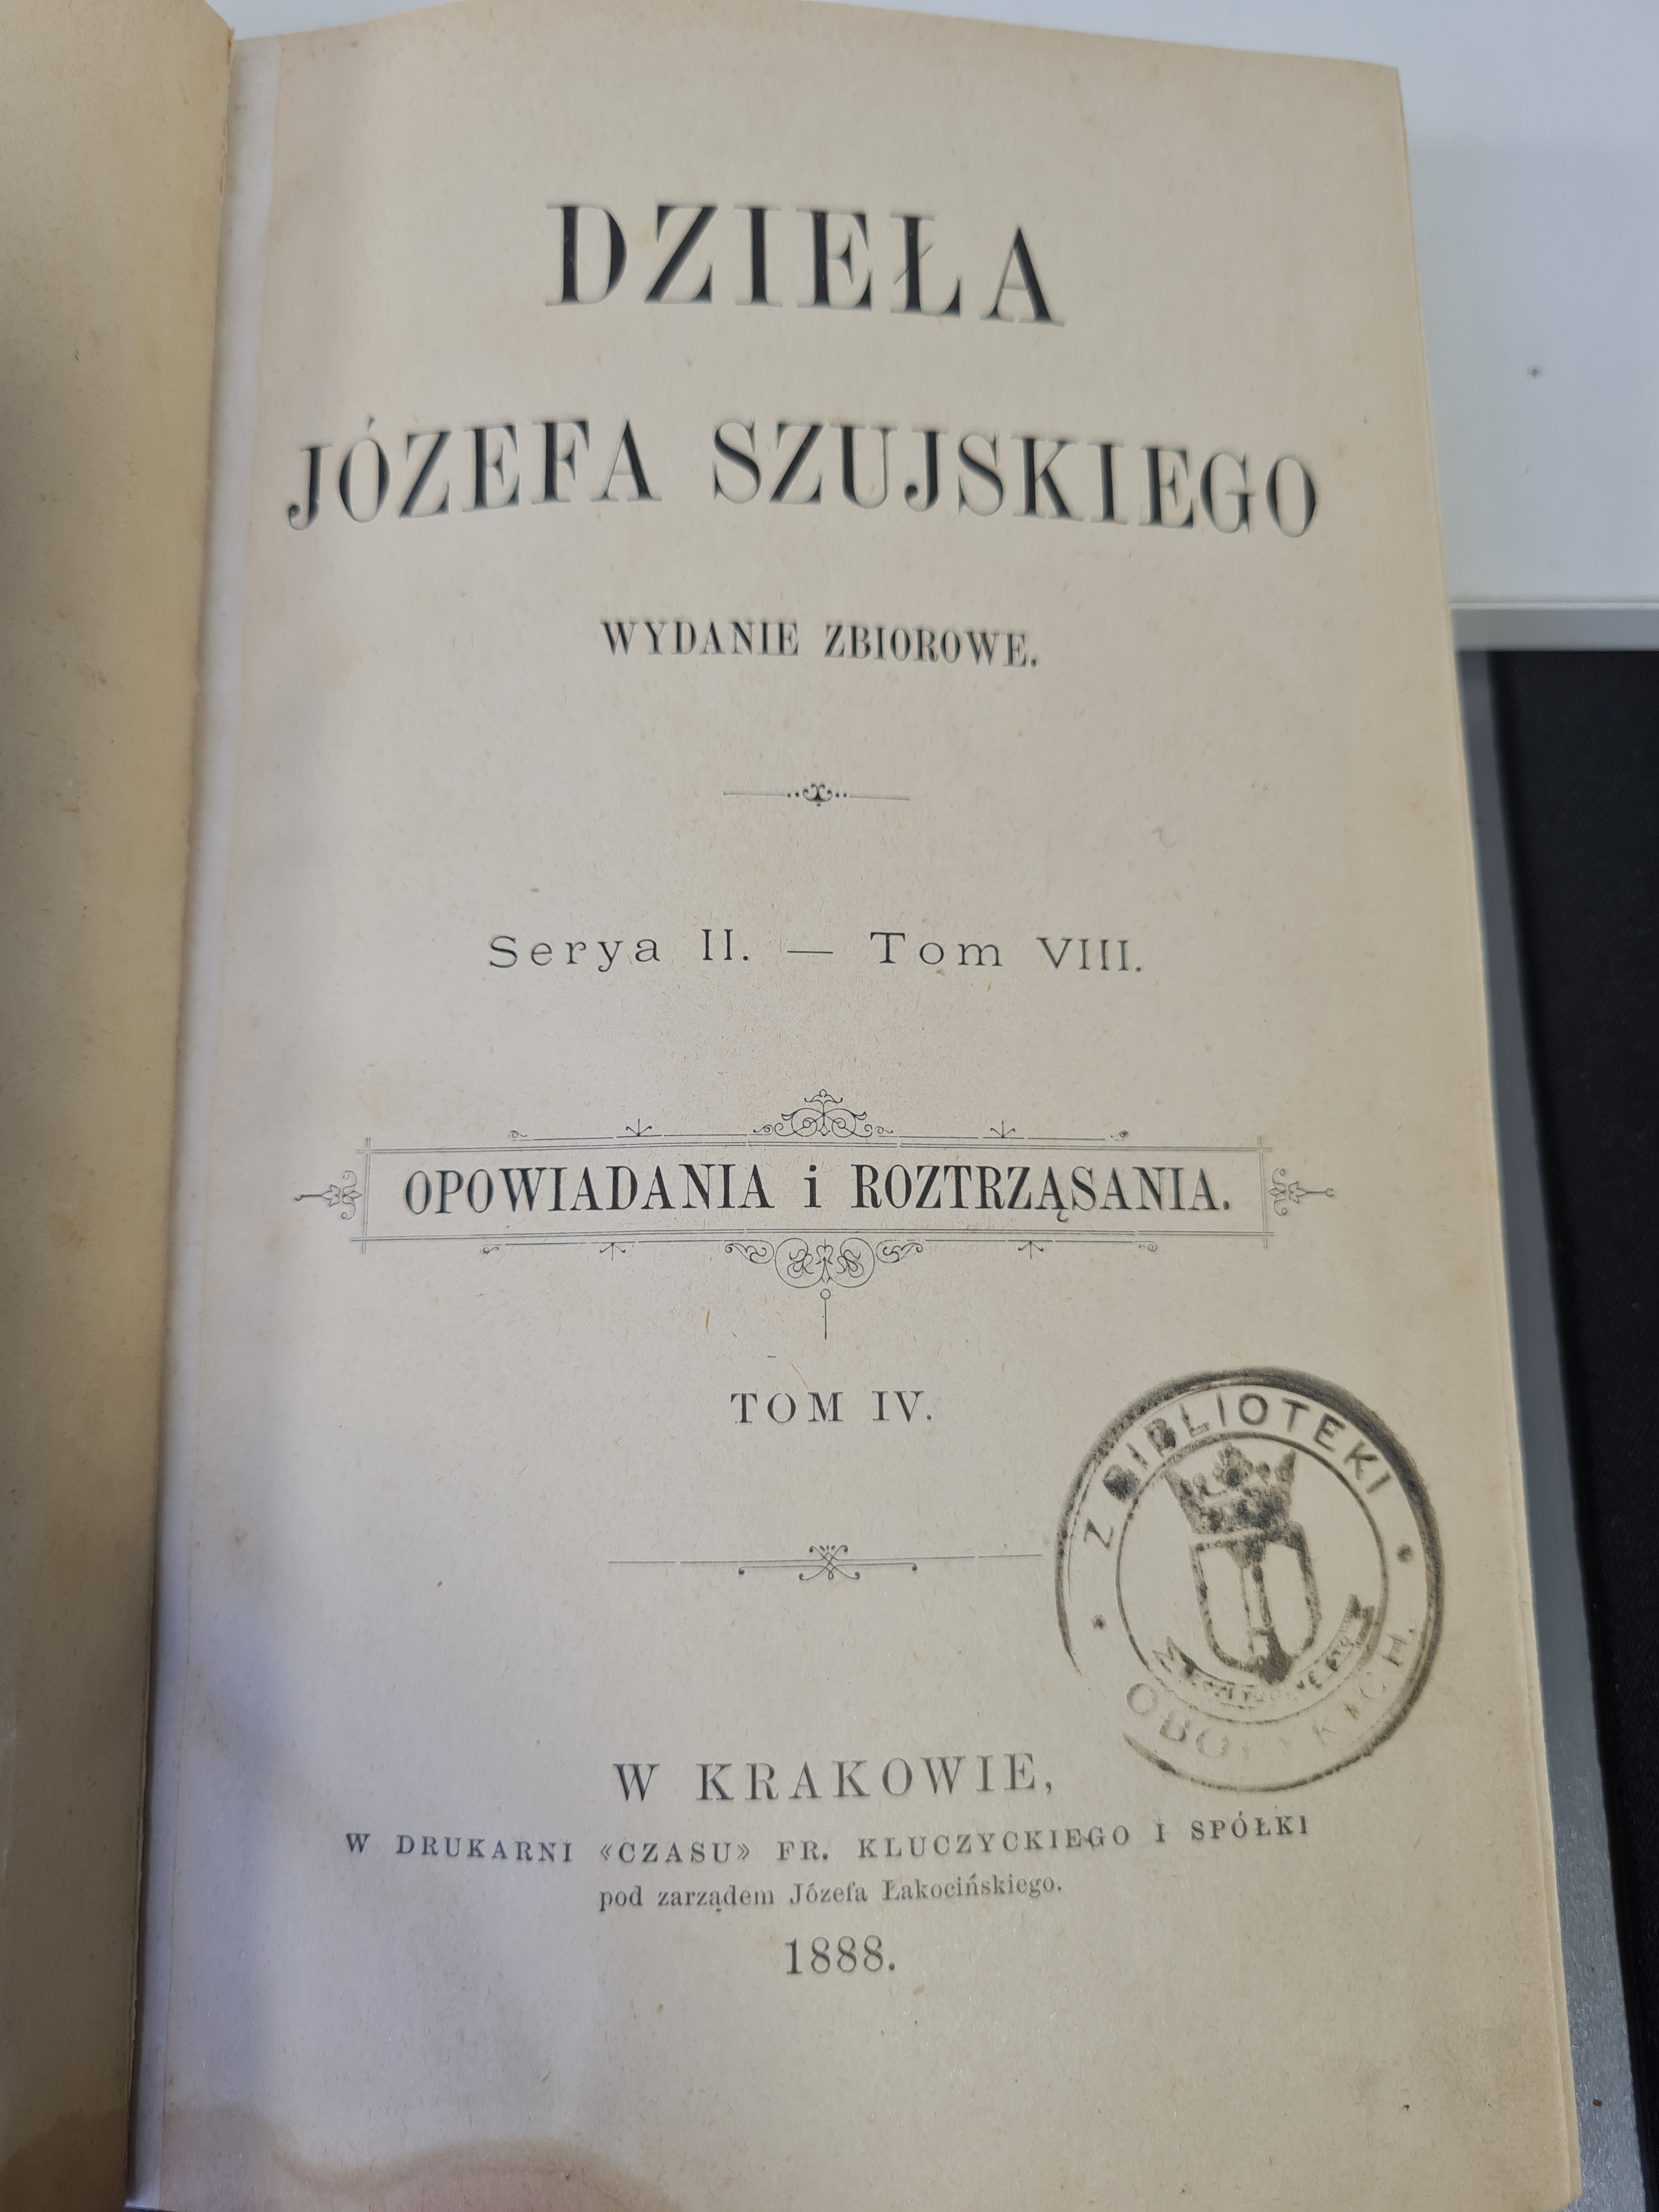 DZIEŁA
JÓZEFA SZUJSKIEGO
WYDANIE ZBIOROWE.
Serya II. — Tom VIII.
OPOWIADANIA i ROZTRZĄSANIA.
TOM IV.
Z BIBLIOTEKI
W KRAKOWIE,
W DRUKARNI «CZASU» FR. KLUCZYCKIEGO I SPÓŁKI
pod zarządem Józefa Łakocińskiego.
1888.